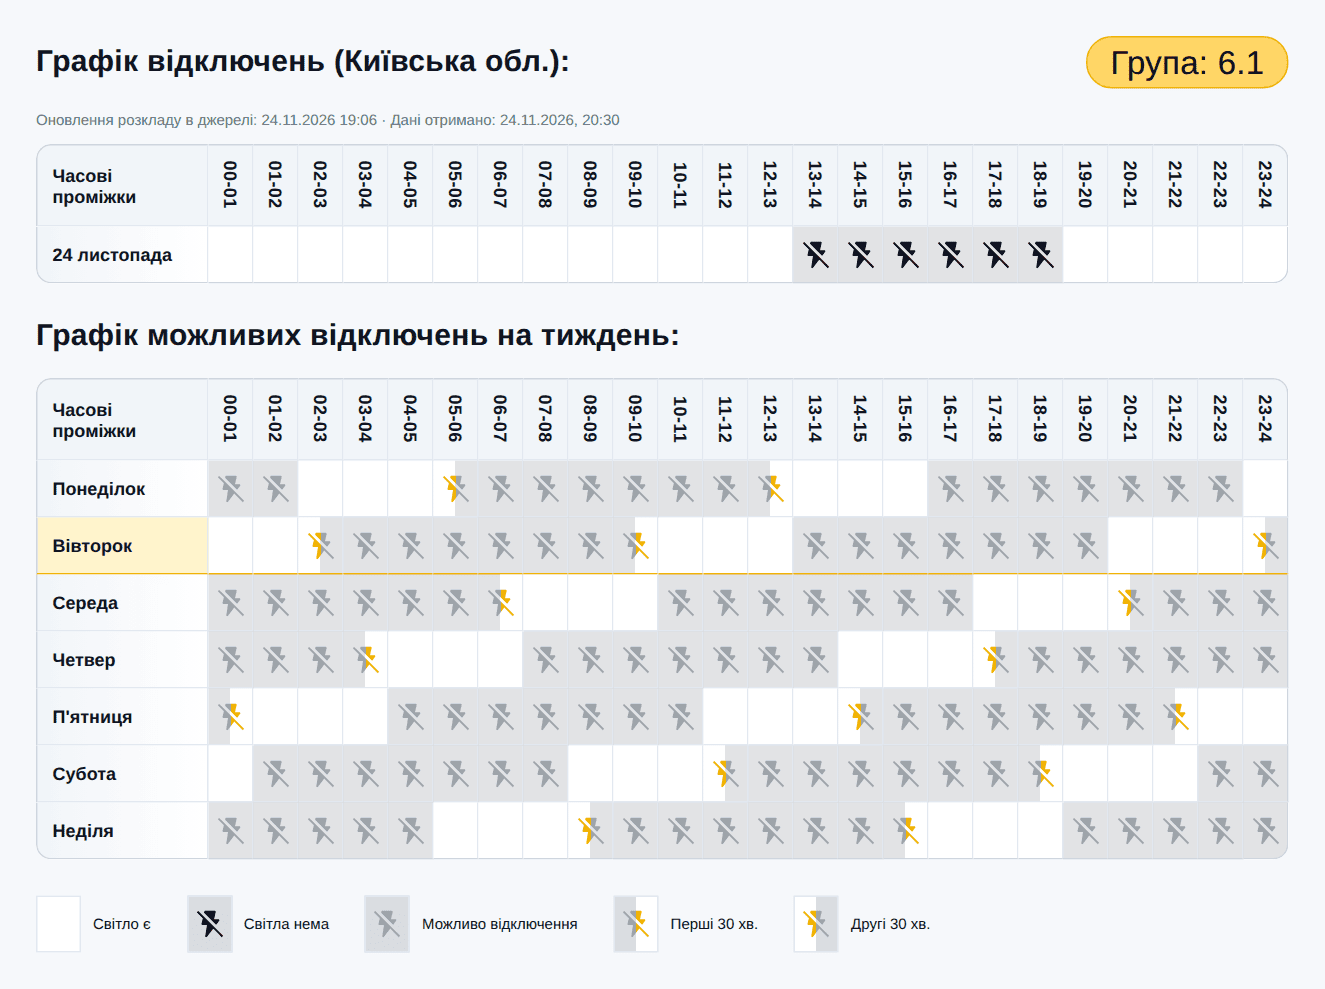 Графік відключень (Київська обл.):
Група: 6.1
Оновлення розкладу в джерелі: 24.11.2026 19:06 · Дані отримано: 24.11.2026, 20:30
Часові проміжки 00-01 01-02 02-03 03-04 04-05 05-06 06-07 07-08 08-09 09-10 10-11 11-12 12-13 13-14 14-15 15-16 16-17 17-18 18-19 19-20 20-21 21-22 22-23 23-24
24 листопада
Графік можливих відключень на тиждень:
Часові проміжки 00-01 01-02 02-03 03-04 04-05 05-06 06-07 07-08 08-09 09-10 10-11 11-12 12-13 13-14 14-15 15-16 16-17 17-18 18-19 19-20 20-21 21-22 22-23 23-24
Понеділок
Вівторок
Середа
Четвер
П'ятниця
Субота
Неділя
Світло є Світла нема Можливо відключення Перші 30 хв. Другі 30 хв.